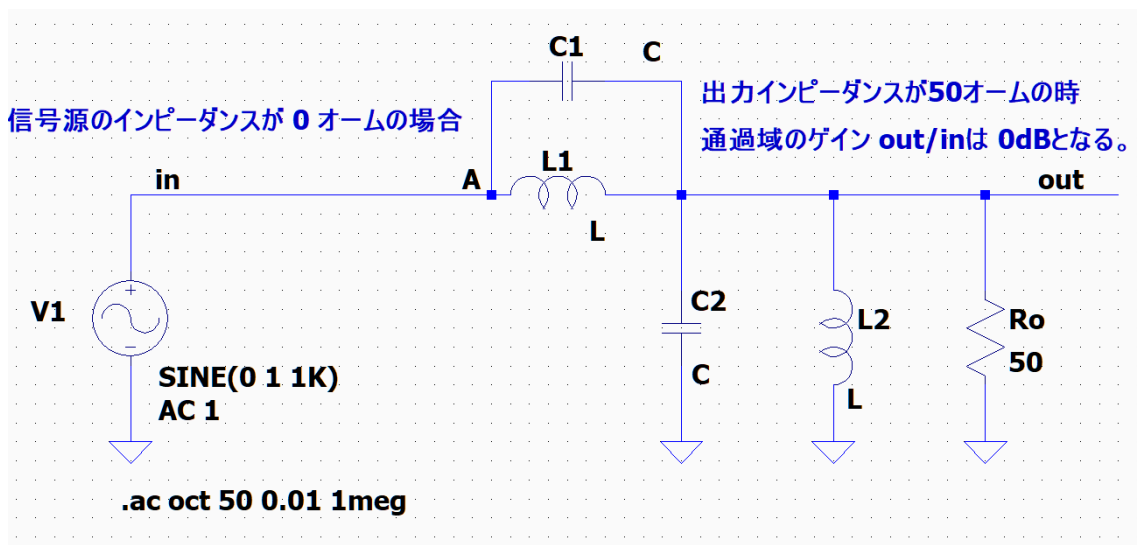 C1
C
信号源のインピーダンスが 0 オームの場合
出力インピーダンスが50オームの時
通過域のゲイン out/inは 0dBとなる。
in
A
L1
L
out
V1
C2
C
L2
L
Ro
50
SINE(0 1 1K)
AC 1
.ac oct 50 0.01 1meg